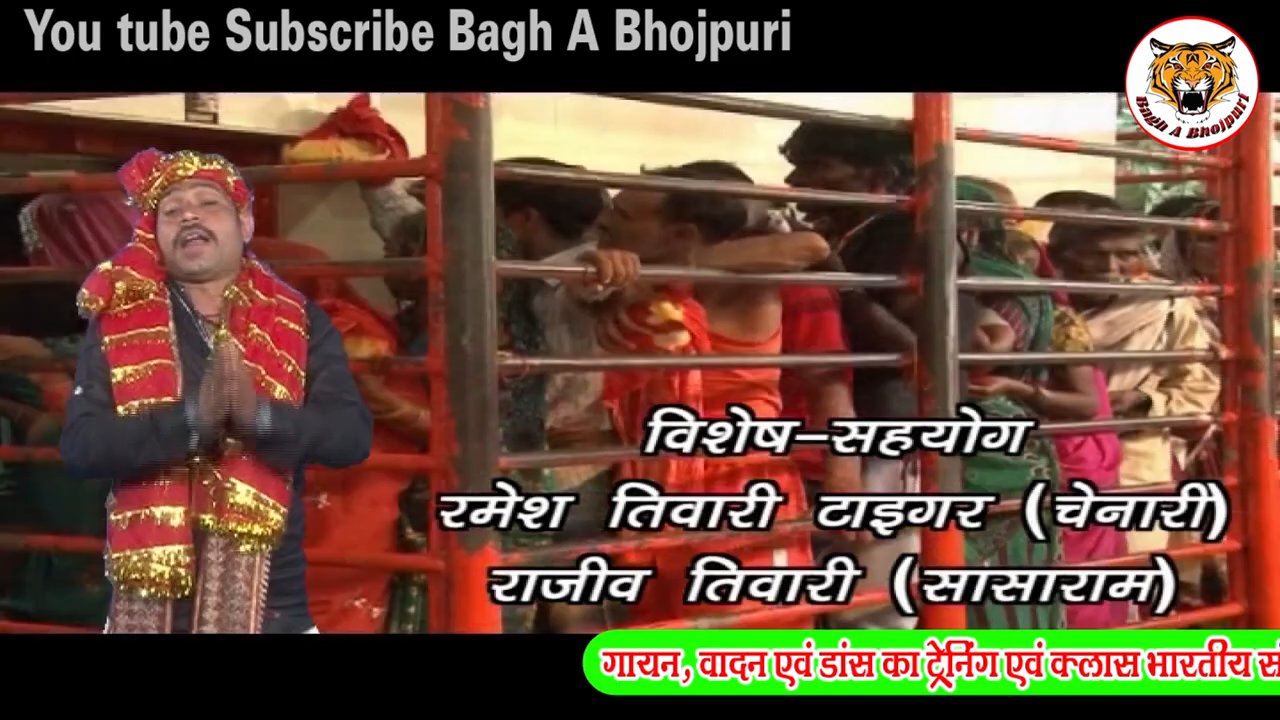 You tube Subscribe Bagh A Bhojpuri
Bagh A Bhojpuri
विशेष-सहयोग
रमेश तिवारी टाइगर (चेनारी)
राजीव तिवारी (सासाराम)
गायन, वादन एवं डांस का ट्रेनिंग एवं क्लास भारतीय